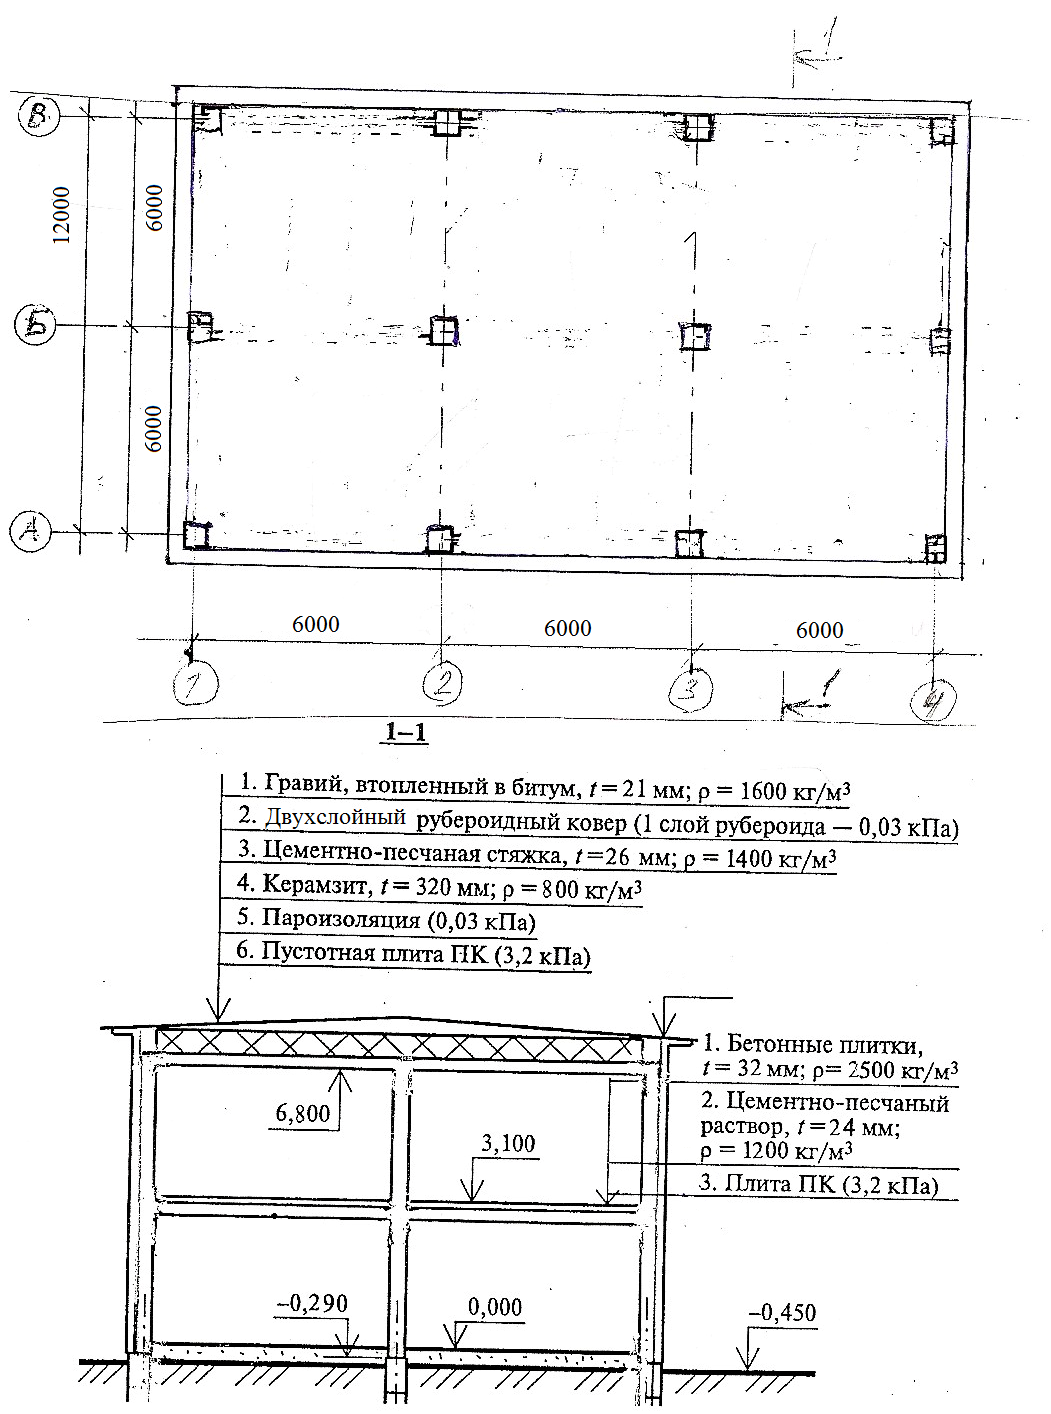 1
В
12000
6000
Б
6000
А
6000
6000
6000
1
2
3
4
1
1–1
1. Гравий, втопленный в битум, t = 21 мм; ρ = 1600 кг/м³
2. Двухслойный рубероидный ковер (1 слой рубероида — 0,03 кПа)
3. Цементно-песчаная стяжка, t =26 мм; ρ = 1400 кг/м³
4. Керамзит, t = 320 мм; ρ = 800 кг/м³
5. Пароизоляция (0,03 кПа)
6. Пустотная плита ПК (3,2 кПа)
1. Бетонные плитки,
t = 32 мм; ρ= 2500 кг/м³
2. Цементно-песчаный
раствор, t =24 мм;
ρ = 1200 кг/м³
3. Плита ПК (3,2 кПа)
6,800
3,100
–0,290
0,000
–0,450